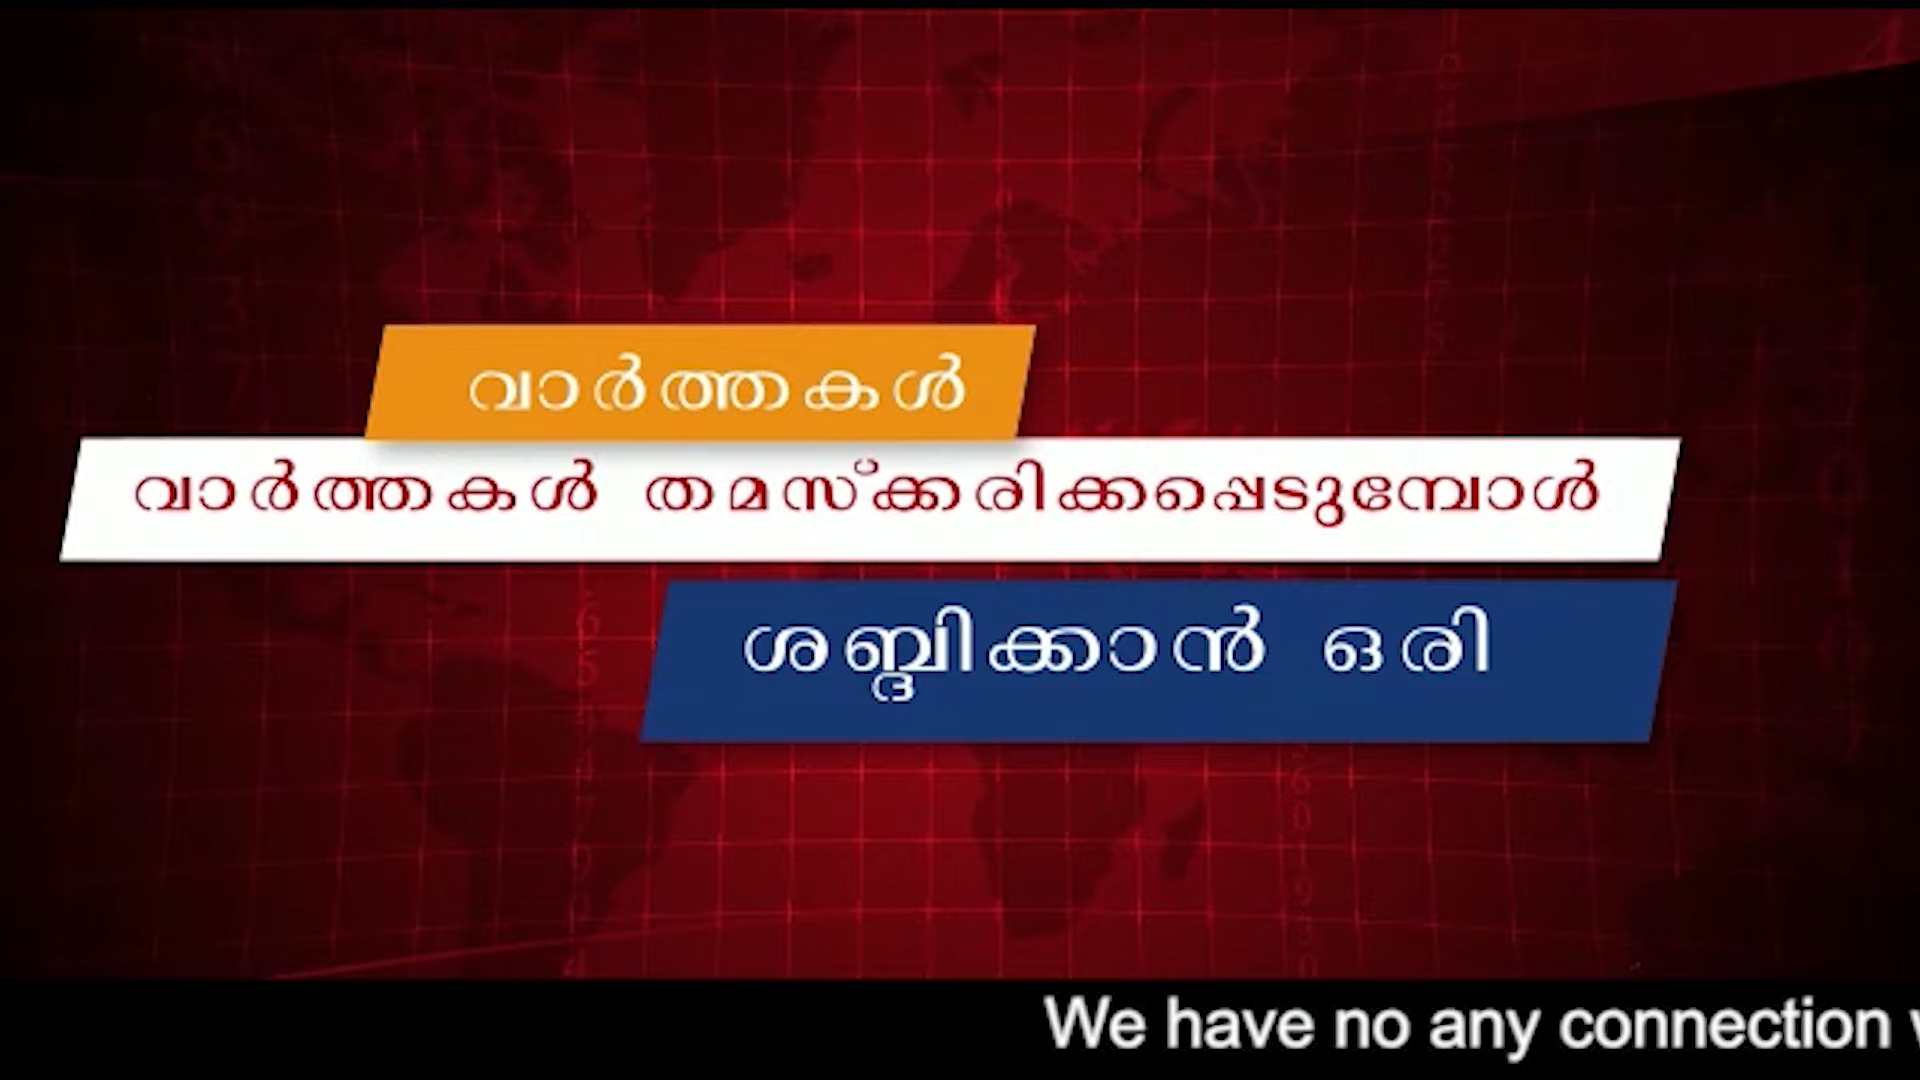 വാർത്തകൾ
വാർത്തകൾ തമസ്ക്കരിക്കപ്പെടുമ്പോൾ
ശബ്ദിക്കാൻ ഒരി
We have no any connection